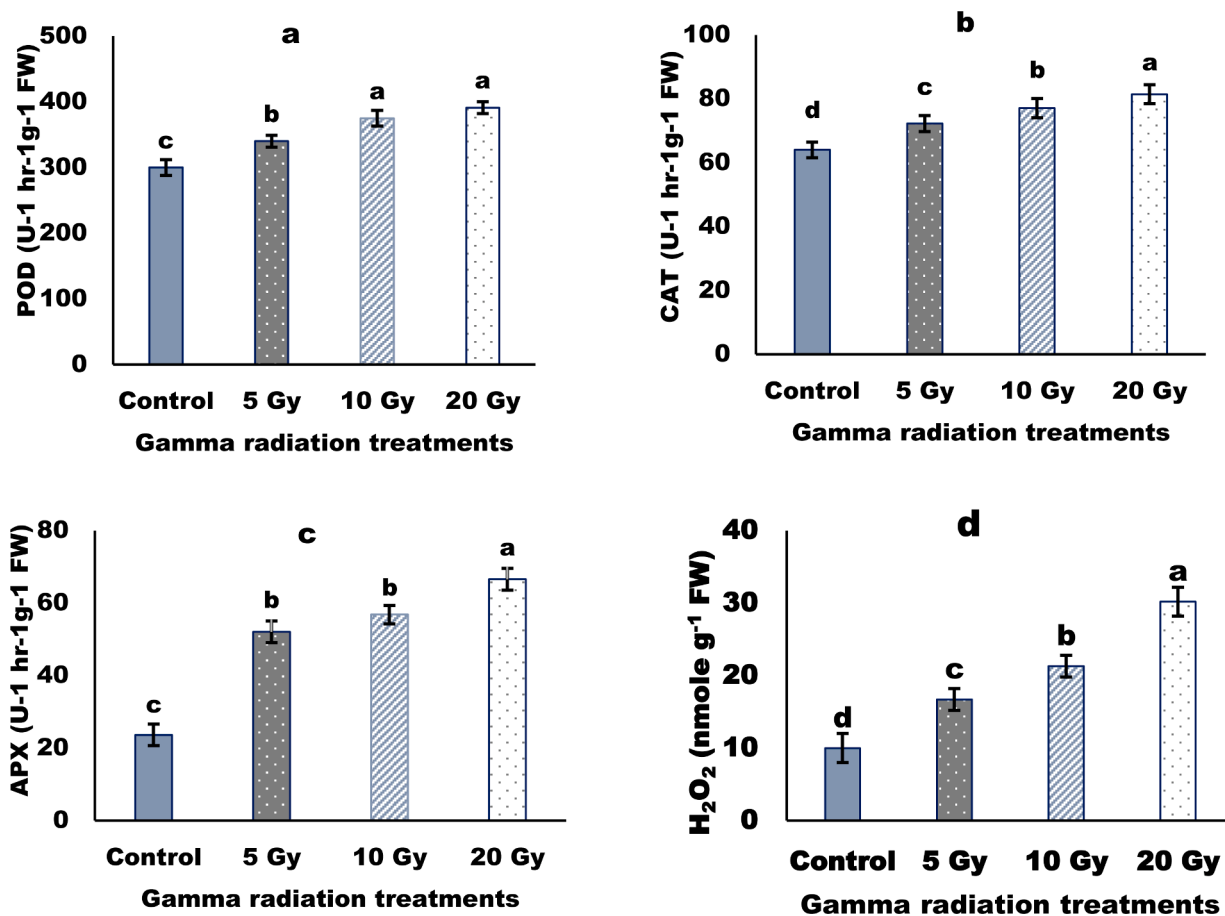 a
POD (U-1 hr-1g-1 FW)
500
400
300
200
100
0
c
b
a
a
Control 5 Gy 10 Gy 20 Gy
Gamma radiation treatments
b
CAT (U-1 hr-1g-1 FW)
100
80
60
40
20
0
d
c
b
a
Control 5 Gy 10 Gy 20 Gy
Gamma radiation treatments
c
APX (U-1 hr-1g-1 FW)
80
60
40
20
0
c
b
b
a
Control 5 Gy 10 Gy 20 Gy
Gamma radiation treatments
d
H₂O₂ (nmole g⁻¹ FW)
40
30
20
10
0
d
c
b
a
Control 5 Gy 10 Gy 20 Gy
Gamma radiation treatments